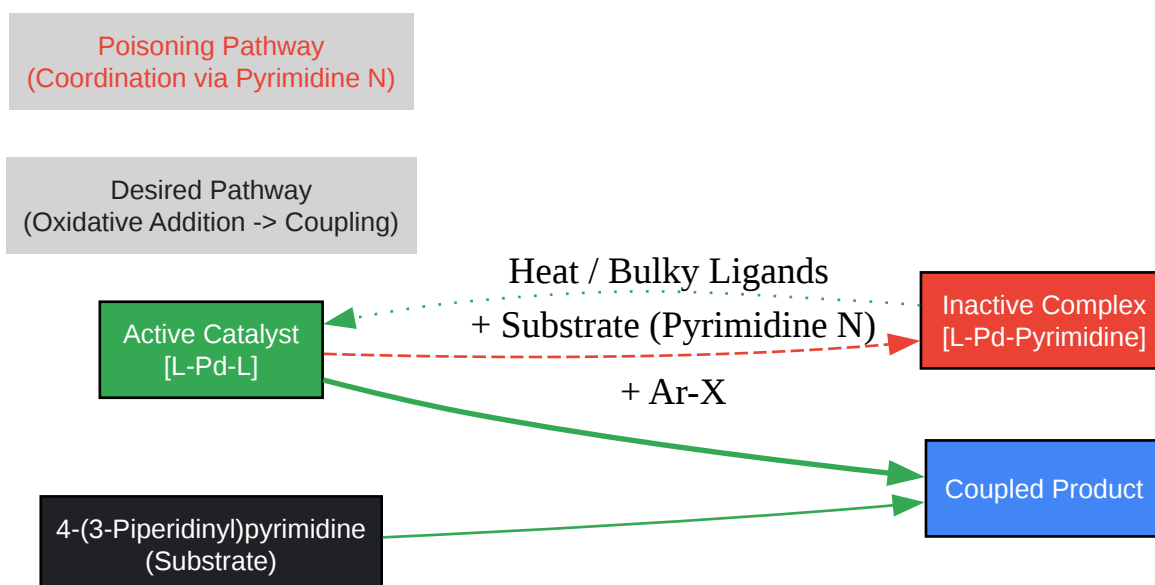 Poisoning Pathway
(Coordination via Pyrimidine N)
Desired Pathway
(Oxidative Addition -> Coupling)
Heat / Bulky Ligands
+ Substrate (Pyrimidine N)
+ Ar-X
Active Catalyst
[L-Pd-L]
Inactive Complex
[L-Pd-Pyrimidine]
Coupled Product
4-(3-Piperidinyl)pyrimidine
(Substrate)